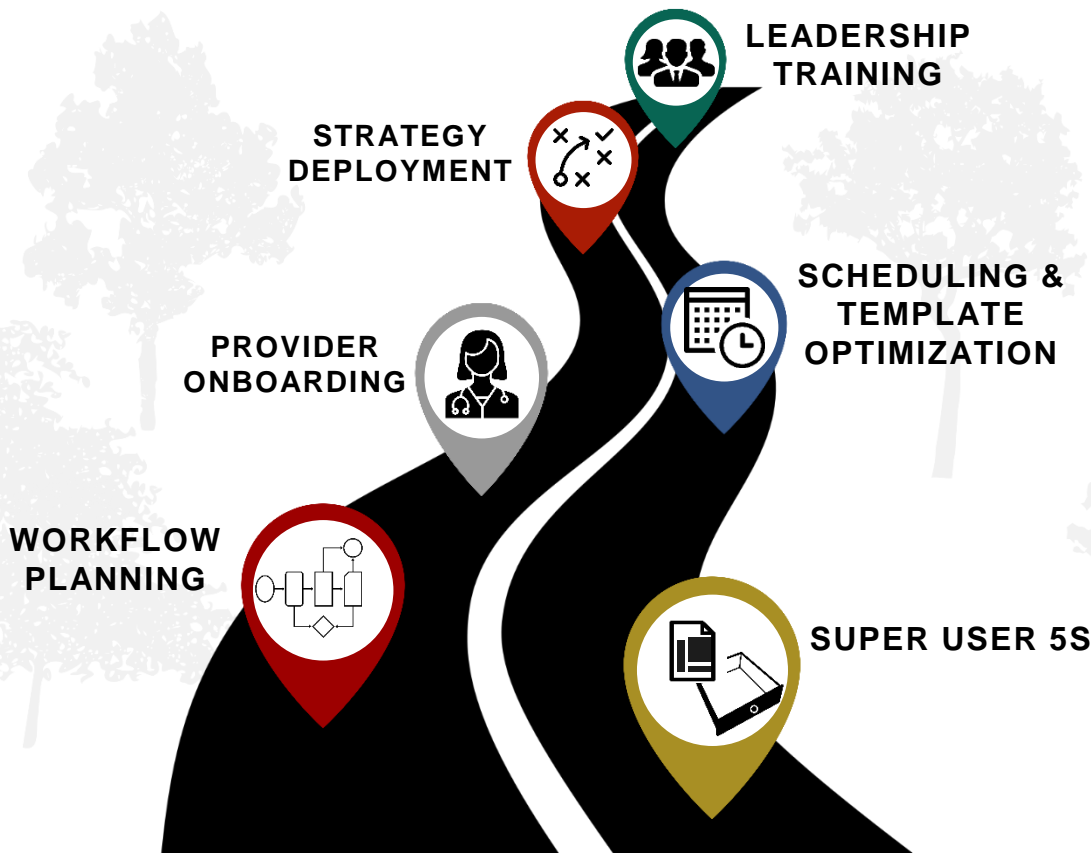 LEADERSHIP
TRAINING
STRATEGY
DEPLOYMENT
SCHEDULING &
TEMPLATE
OPTIMIZATION
PROVIDER
ONBOARDING
WORKFLOW
PLANNING
SUPER USER 5S